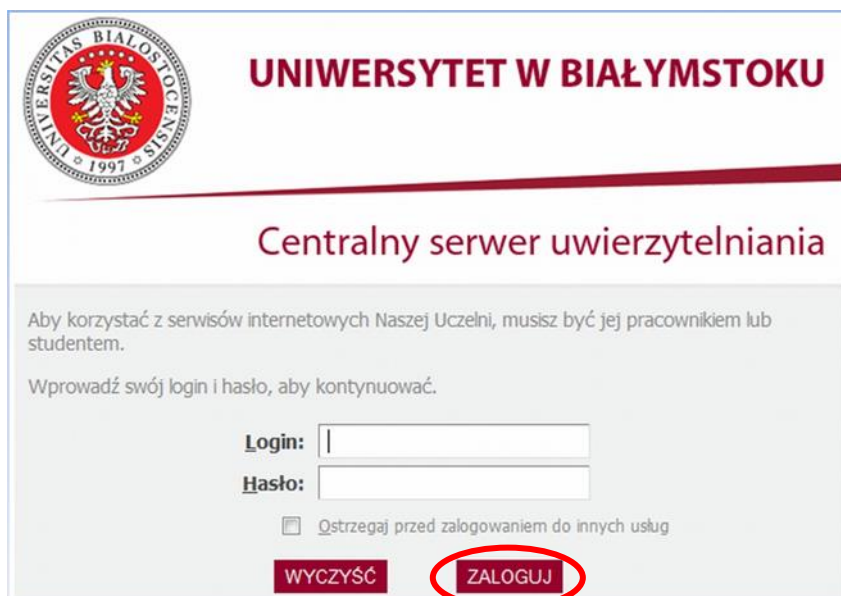 UNIVERSITAS BIALOSTOCENSIS
1997
UNIWERSYTET W BIAŁYMSTOKU
Centralny serwer uwierzytelniania
Aby korzystać z serwisów internetowych Naszej Uczelni, musisz być jej pracownikiem lub
studentem.
Wprowadź swój login i hasło, aby kontynuować.
Login:
Hasło:
Ostrzegaj przed zalogowaniem do innych usług
WYCZYŚĆ ZALOGUJ